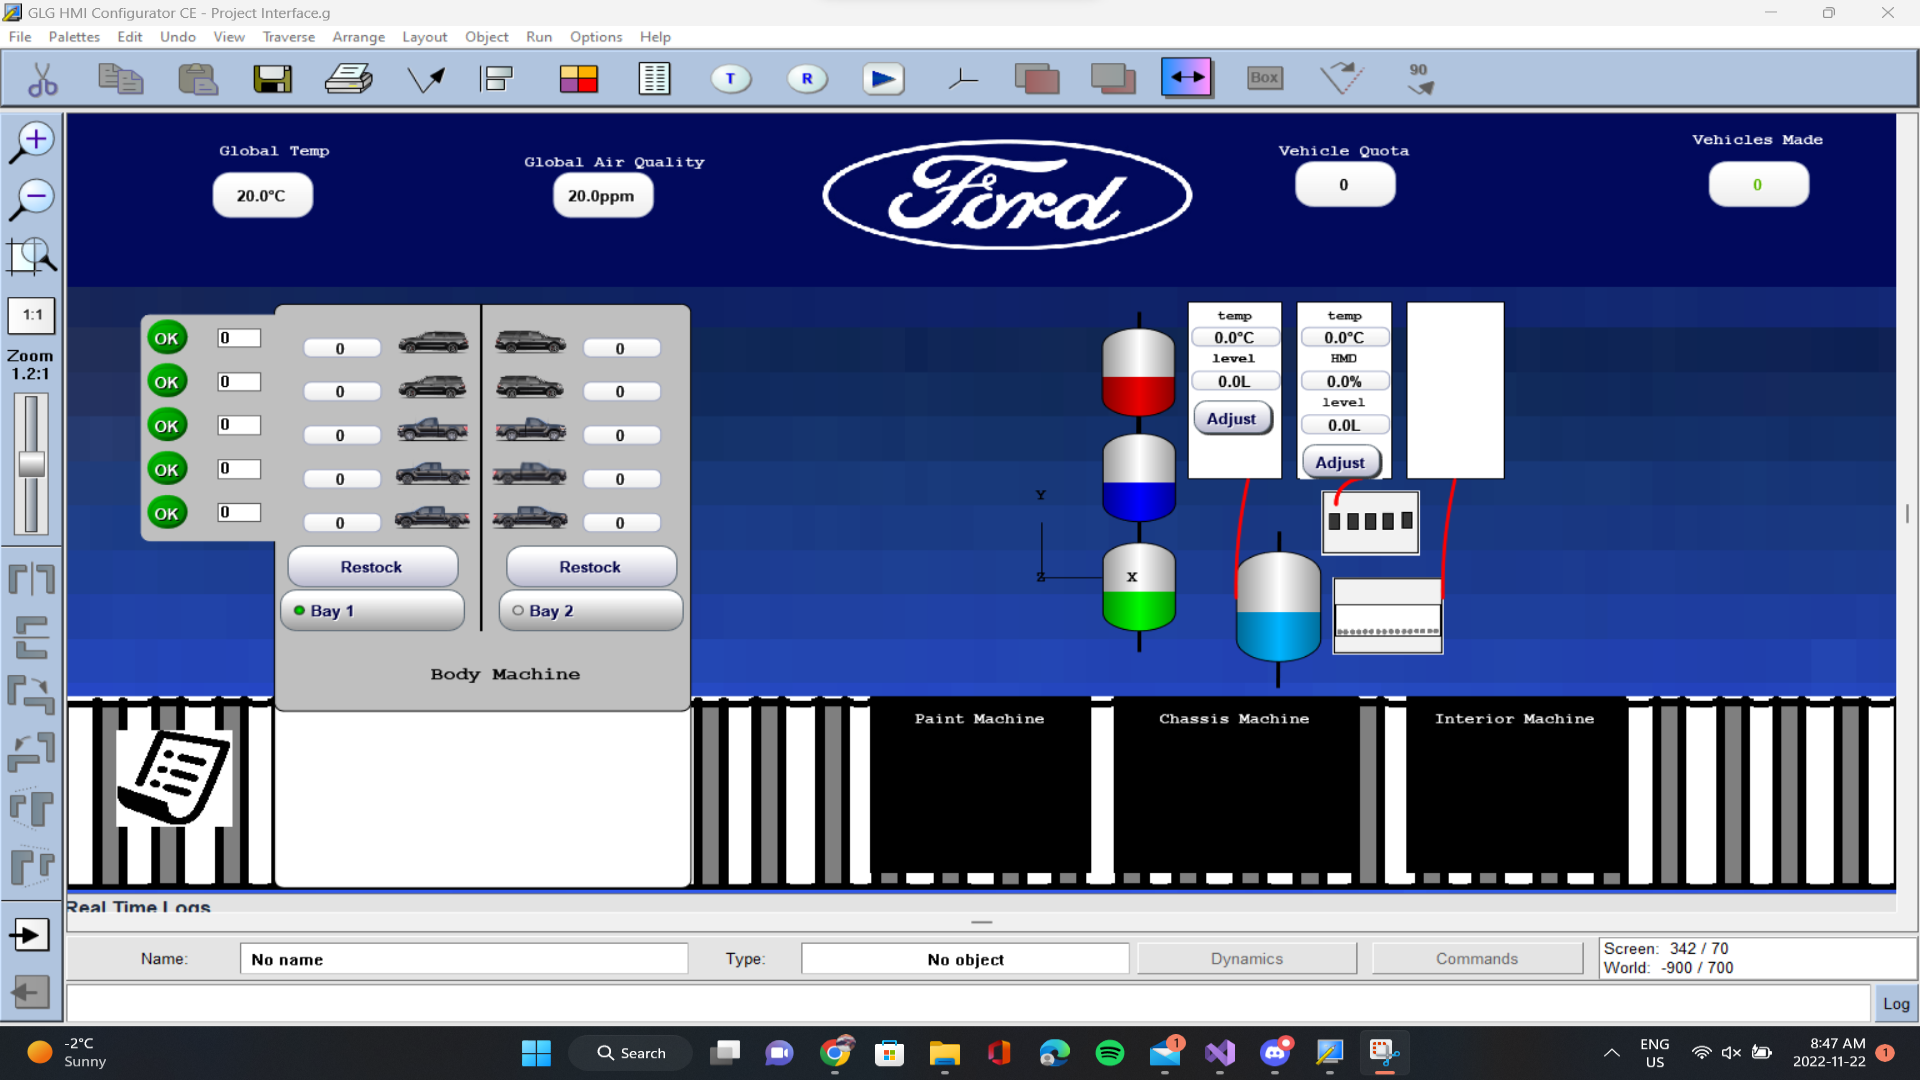 GLG HMI Configurator CE - Project Interface.g
File Palettes Edit Undo View Traverse Arrange Layout Object Run Options Help
T R Box 90
Global Temp
20.0°C
Global Air Quality
20.0ppm
Ford
Vehicle Quota
0
Vehicles Made
0
1:1
Zoom
1.2:1
OK 0
OK 0
OK 0
OK 0
OK 0
0 0
0 0
0 0
0 0
0 0
Restock Restock
Bay 1 Bay 2
Body Machine
Y
Z X
temp
0.0°C
level
0.0L
Adjust
temp
0.0°C
HMD
0.0%
level
0.0L
Adjust
Paint Machine Chassis Machine Interior Machine
Real Time Logs
Name: No name Type: No object Dynamics Commands
Screen: 342 / 70
World: -900 / 700
Log
-2°C
Sunny
Search
1
ENG
US
8:47 AM
2022-11-22
1